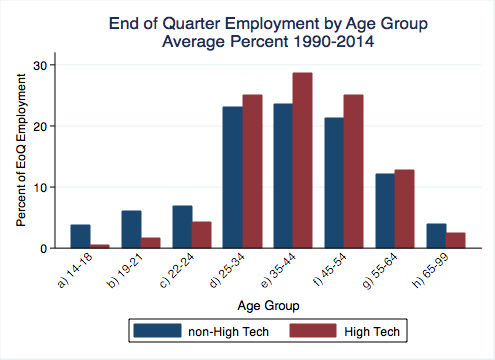 End of Quarter Employment by Age Group
Average Percent 1990-2014
Percent of EoQ Employment
30
20
10
0
a) 14-18
b) 19-21
c) 22-24
d) 25-34
e) 35-44
f) 45-54
g) 55-64
h) 65-99
Age Group
non-High Tech
High Tech